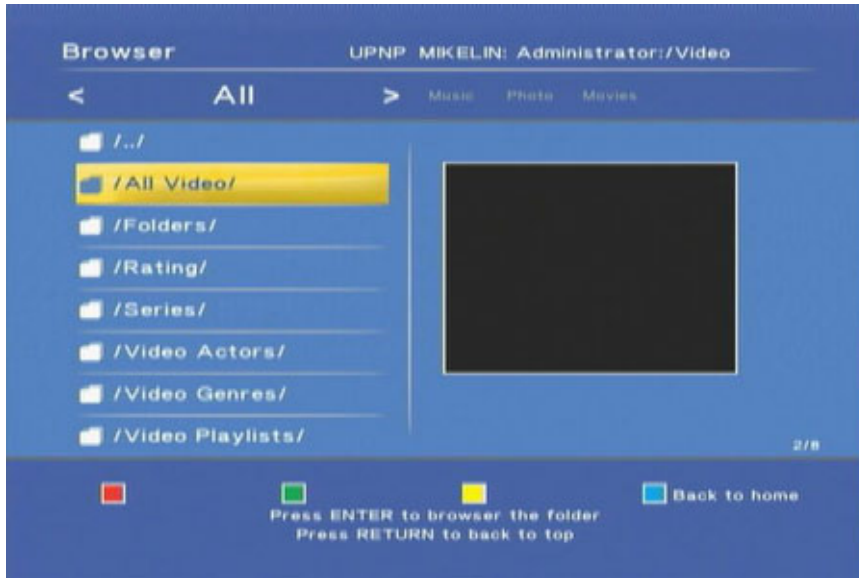 Browser UPNP MIKELIN: Administrator:/Video
< All > Music Photo Movies
/../
/All Video/
/Folders/
/Rating/
/Series/
/Video Actors/
/Video Genres/
/Video Playlists/
2/8
Back to home
Press ENTER to browser the folder
Press RETURN to back to top